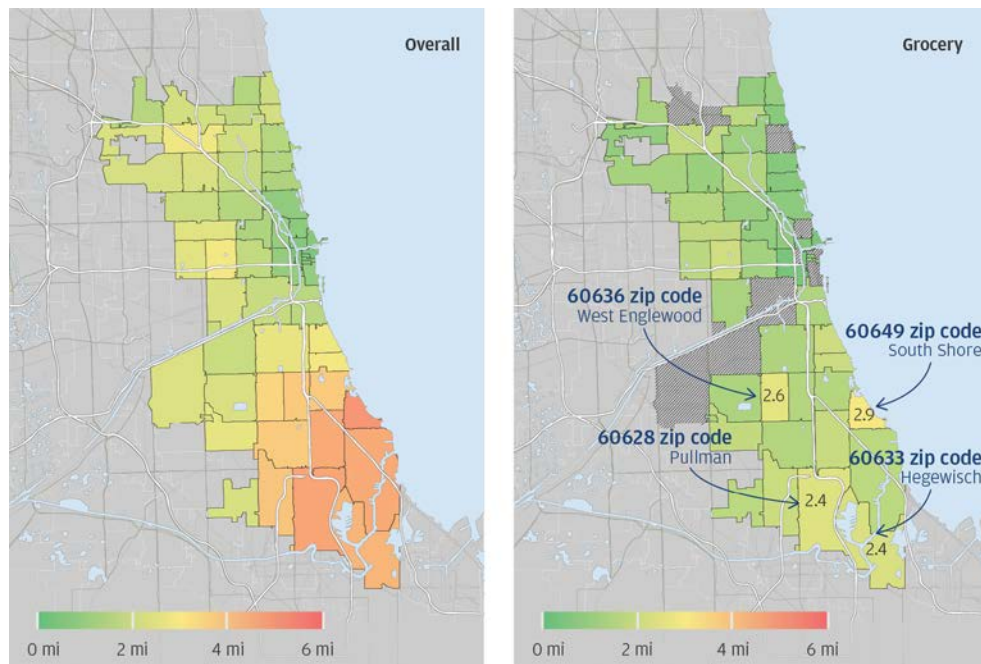 Overall
0 mi 2 mi 4 mi 6 mi
Grocery
60636 zip code
West Englewood
60649 zip code
South Shore
2.6
2.9
60628 zip code
Pullman
60633 zip code
Hegewisch
2.4
2.4
0 mi 2 mi 4 mi 6 mi